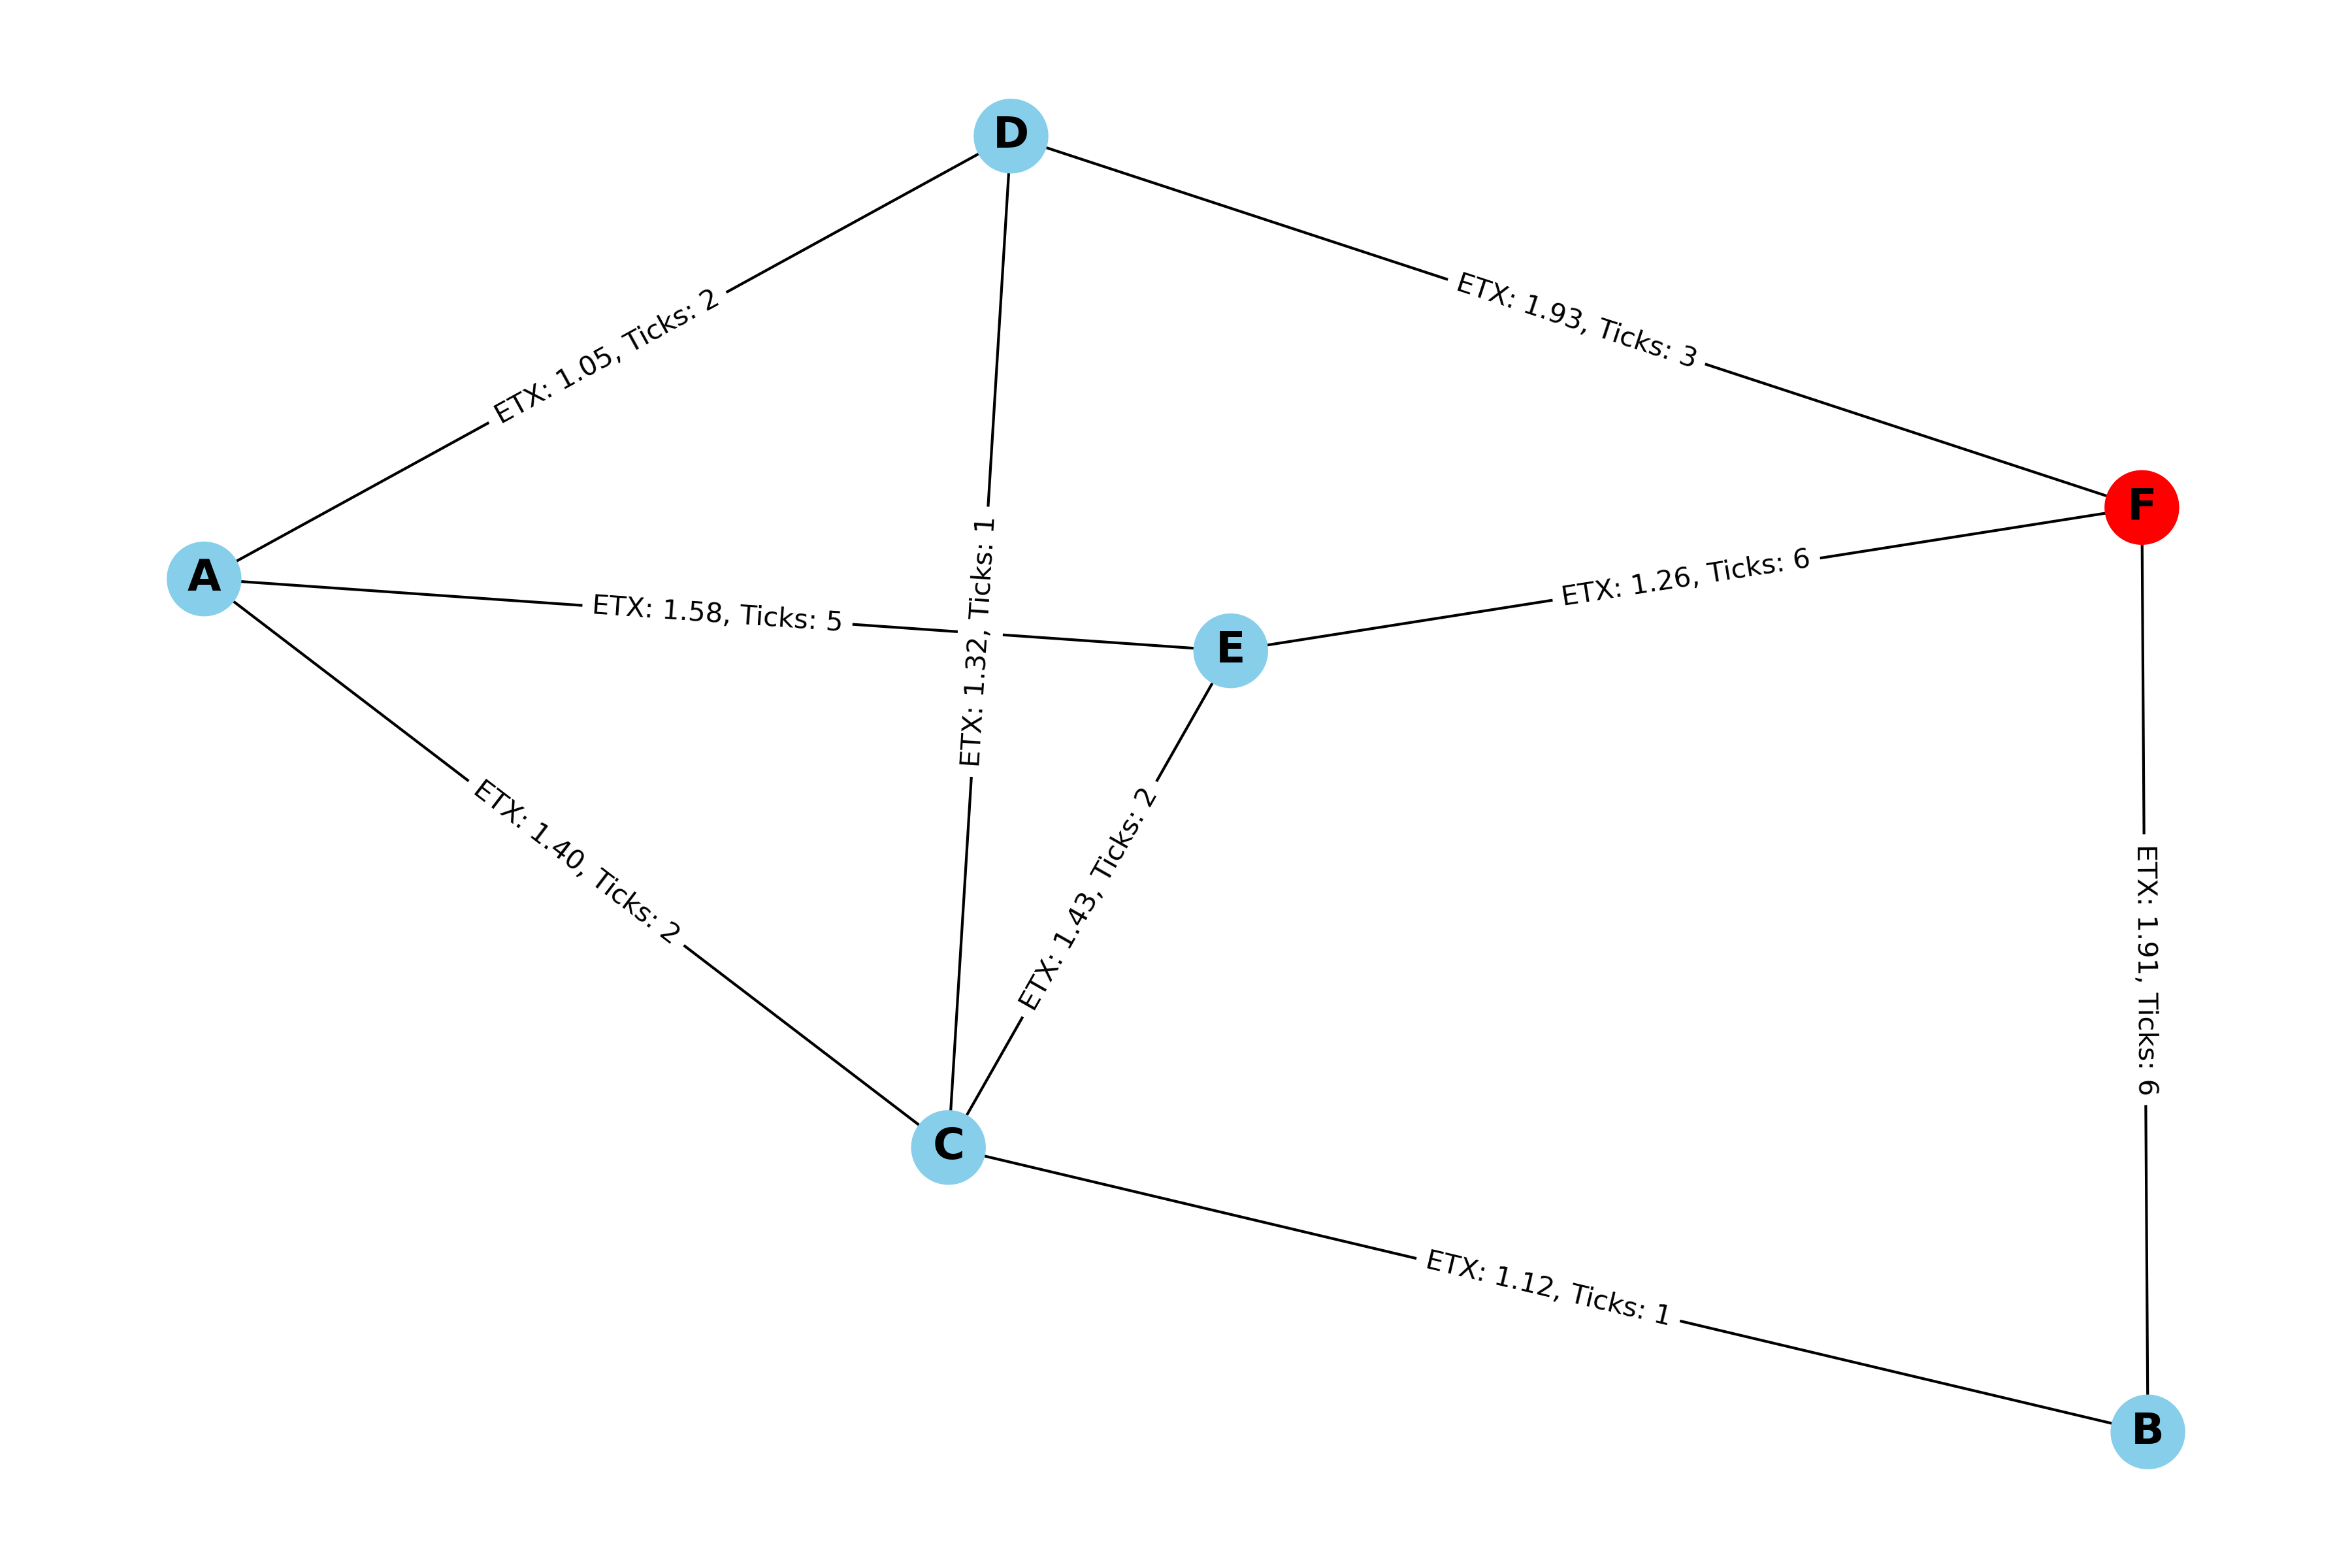 D
ETX: 1.05, Ticks: 2
ETX: 1.93, Ticks: 3
F
A
ETX: 1.58, Ticks: 5
ETX: 1.32, Ticks: 1
E
ETX: 1.26, Ticks: 6
ETX: 1.40, Ticks: 2
ETX: 1.43, Ticks: 2
ETX: 1.91, Ticks: 6
C
ETX: 1.12, Ticks: 1
B